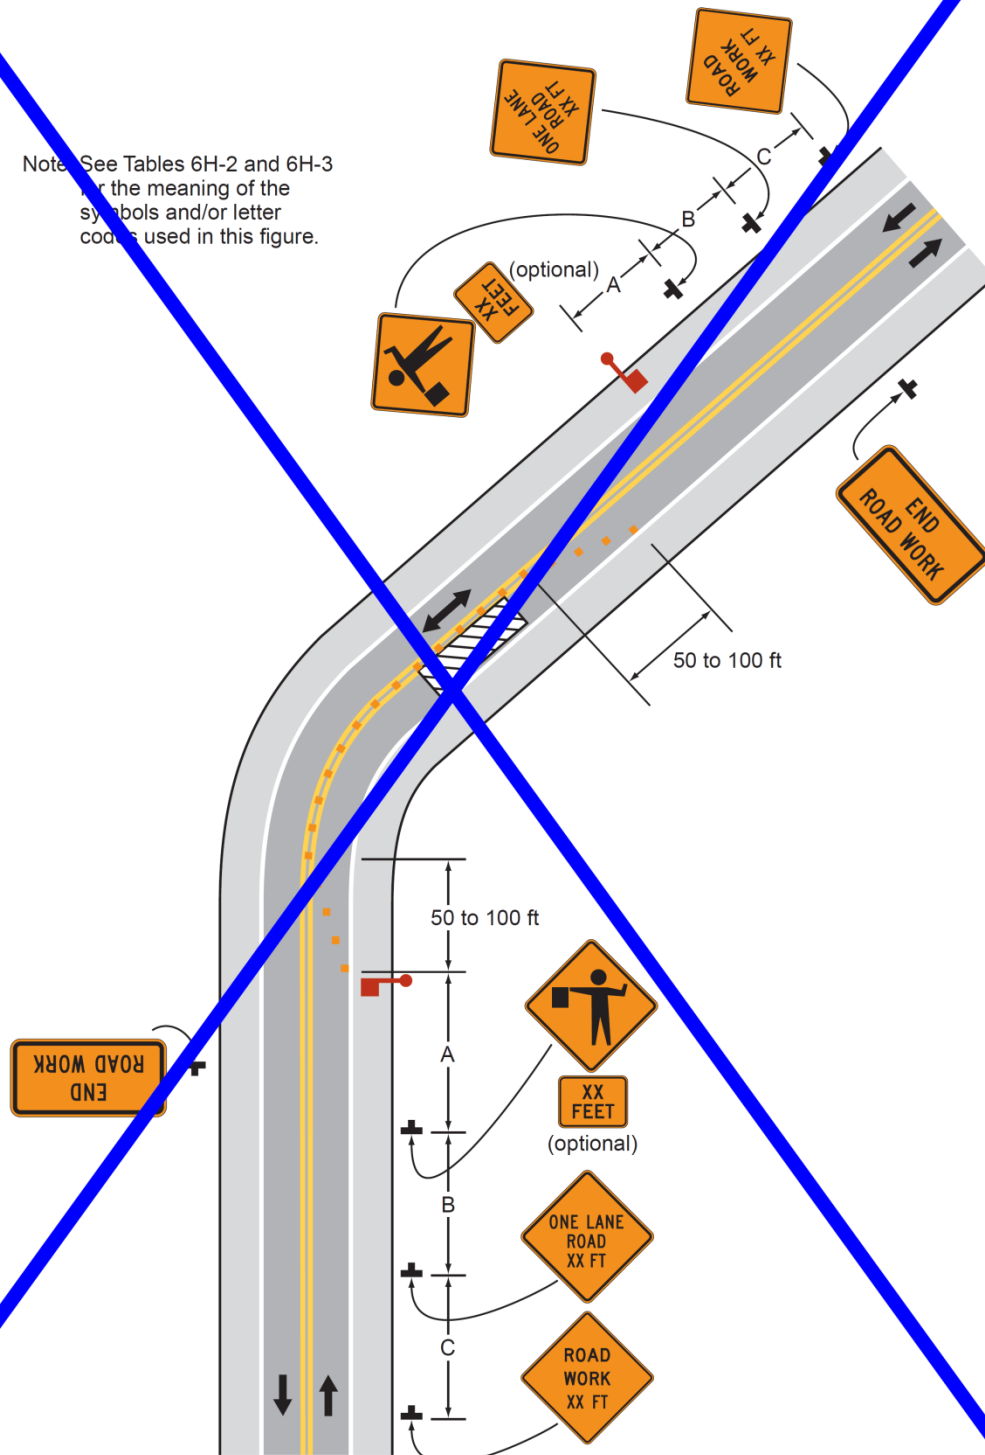 ROAD
WORK
XX FT
ONE LANE
ROAD
XX FT
Note: See Tables 6H-2 and 6H-3
for the meaning of the
symbols and/or letter
codes used in this figure.
C
B
(optional)
A
XX
FEET
END
ROAD WORK
50 to 100 ft
50 to 100 ft
A
END
ROAD WORK
XX
FEET
(optional)
B
ONE LANE
ROAD
XX FT
C
ROAD
WORK
XX FT